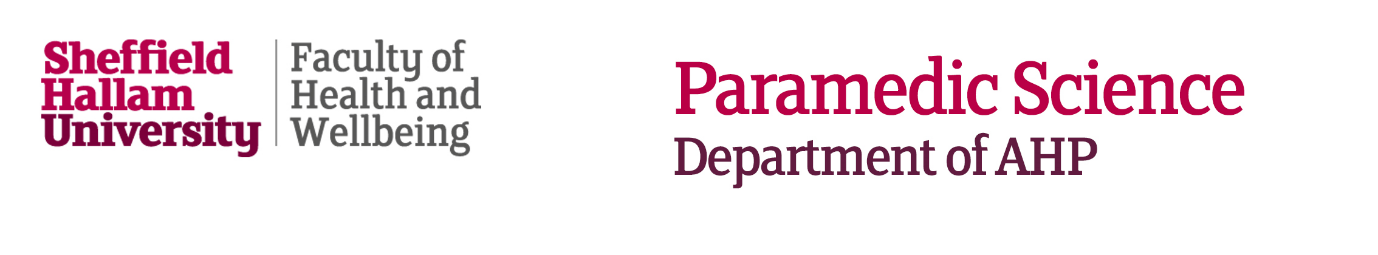 Sheffield
Hallam
University
Faculty of
Health and
Wellbeing
Paramedic Science
Department of AHP